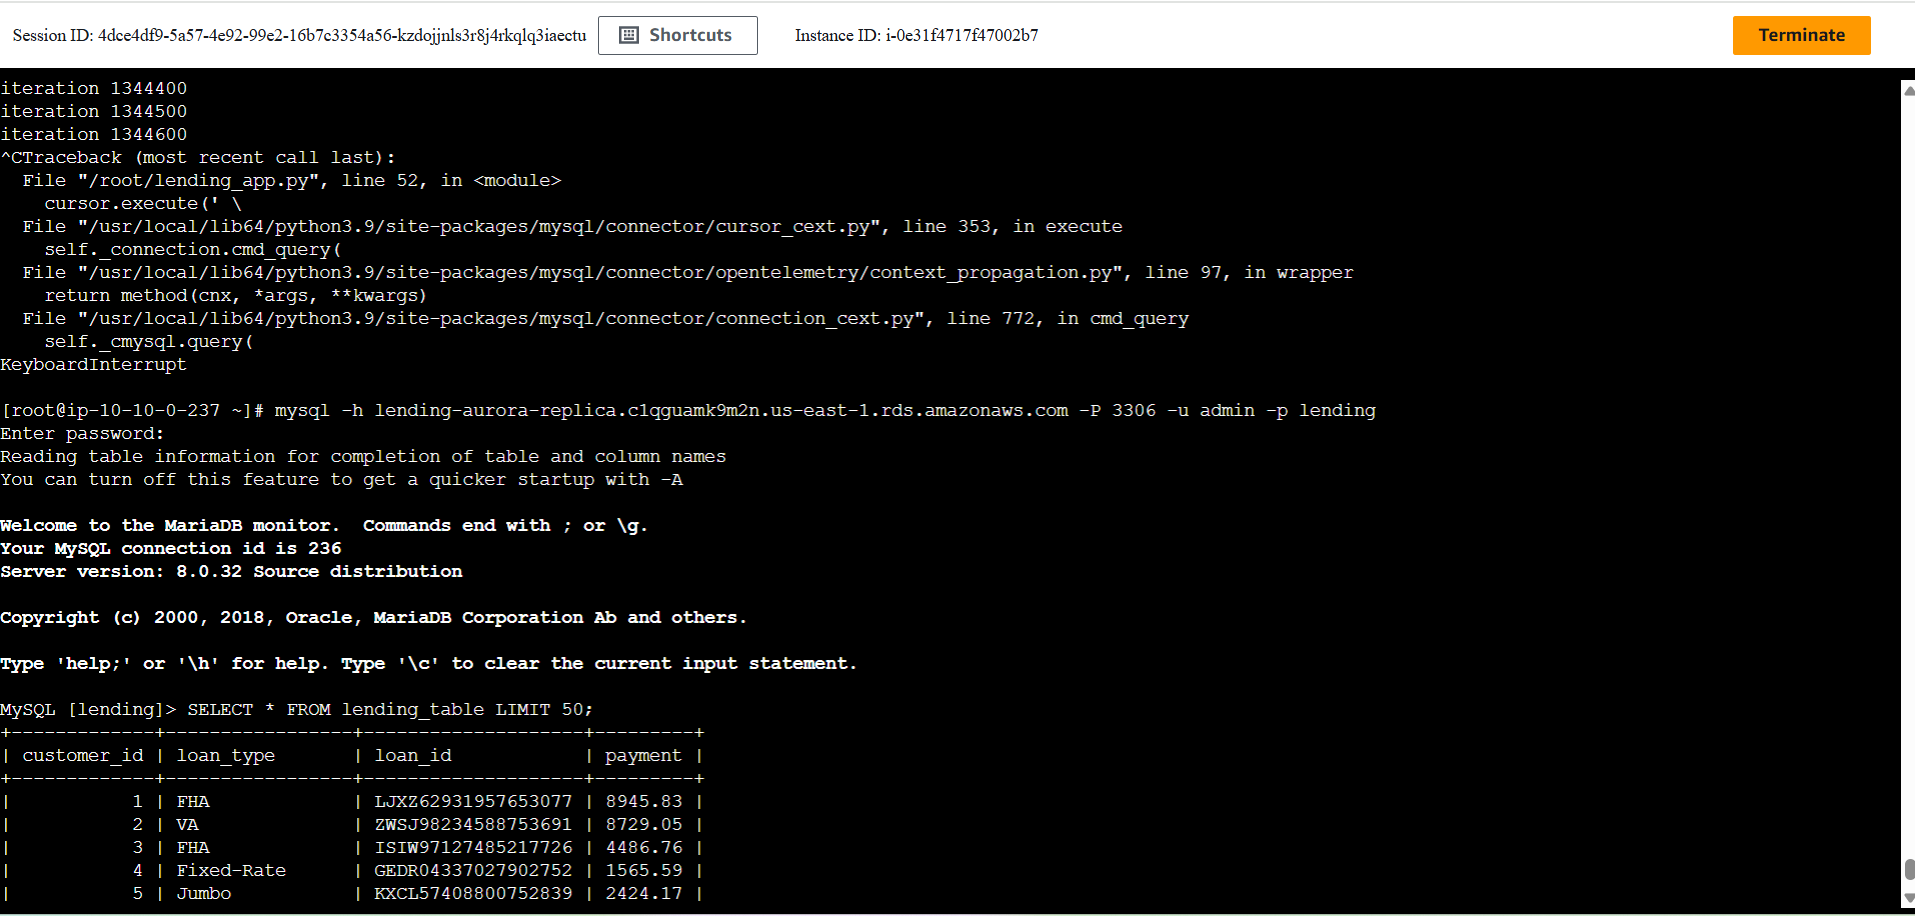 Session ID: 4dce4df9-5a57-4e92-99e2-16b7c3354a56-kzdojjnls3r8j4rkqlq3iaectu Shortcuts Instance ID: i-0e31f4717f47002b7 Terminate
iteration 1344400
iteration 1344500
iteration 1344600
^CTraceback (most recent call last):
  File "/root/lending_app.py", line 52, in <module>
    cursor.execute(' \
  File "/usr/local/lib64/python3.9/site-packages/mysql/connector/cursor_cext.py", line 353, in execute
    self._connection.cmd_query(
  File "/usr/local/lib64/python3.9/site-packages/mysql/connector/opentelemetry/context_propagation.py", line 97, in wrapper
    return method(cnx, *args, **kwargs)
  File "/usr/local/lib64/python3.9/site-packages/mysql/connector/connection_cext.py", line 772, in cmd_query
    self._cmysql.query(
KeyboardInterrupt
[root@ip-10-10-0-237 ~]# mysql -h lending-aurora-replica.c1qguamk9m2n.us-east-1.rds.amazonaws.com -P 3306 -u admin -p lending
Enter password:
Reading table information for completion of table and column names
You can turn off this feature to get a quicker startup with -A
Welcome to the MariaDB monitor.  Commands end with ; or \g.
Your MySQL connection id is 236
Server version: 8.0.32 Source distribution
Copyright (c) 2000, 2018, Oracle, MariaDB Corporation Ab and others.
Type 'help;' or '\h' for help. Type '\c' to clear the current input statement.
MySQL [lending]> SELECT * FROM lending_table LIMIT 50;
+-------------+-----------------+--------------------+---------+
| customer_id | loan_type       | loan_id            | payment |
+-------------+-----------------+--------------------+---------+
|           1 | FHA             | LJXZ62931957653077 | 8945.83 |
|           2 | VA              | ZWSJ98234588753691 | 8729.05 |
|           3 | FHA             | ISIW97127485217726 | 4486.76 |
|           4 | Fixed-Rate      | GEDR04337027902752 | 1565.59 |
|           5 | Jumbo           | KXCL57408800752839 | 2424.17 |